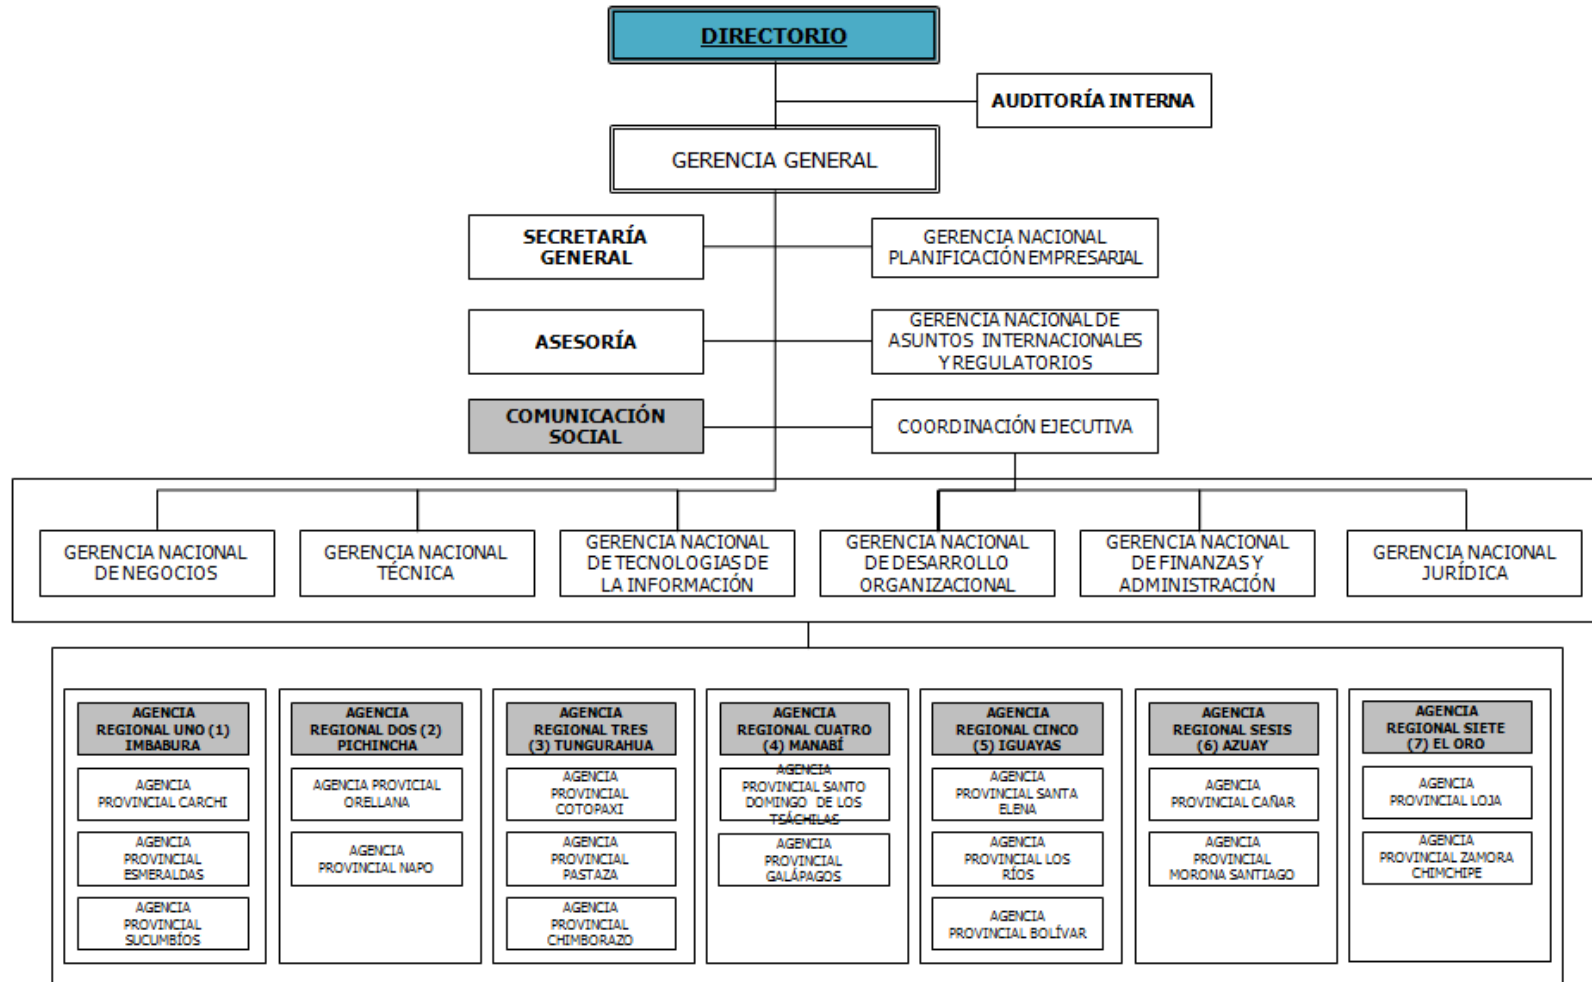 DIRECTORIO
AUDITORÍA INTERNA
GERENCIA GENERAL
SECRETARÍA
GENERAL
GERENCIA NACIONAL
PLANIFICACIÓN EMPRESARIAL
ASESORÍA
GERENCIA NACIONAL DE
ASUNTOS INTERNACIONALES
Y REGULATORIOS
COMUNICACIÓN
SOCIAL
COORDINACIÓN EJECUTIVA
GERENCIA NACIONAL
DE NEGOCIOS
GERENCIA NACIONAL
TÉCNICA
GERENCIA NACIONAL
DE TECNOLOGIAS DE
LA INFORMACIÓN
GERENCIA NACIONAL
DE DESARROLLO
ORGANIZACIONAL
GERENCIA NACIONAL
DE FINANZAS Y
ADMINISTRACIÓN
GERENCIA NACIONAL
JURÍDICA
AGENCIA
REGIONAL UNO (1)
IMBABURA
AGENCIA
PROVINCIAL CARCHI
AGENCIA
PROVINCIAL
ESMERALDAS
AGENCIA
PROVINCIAL
SUCUMBÍOS
AGENCIA
REGIONAL DOS (2)
PICHINCHA
AGENCIA PROVICIAL
ORELLANA
AGENCIA
PROVINCIAL NAPO
AGENCIA
REGIONAL TRES
(3) TUNGURAHUA
AGENCIA
PROVINCIAL
COTOPAXI
AGENCIA
PROVINCIAL
PASTAZA
AGENCIA
PROVINCIAL
CHIMBORAZO
AGENCIA
REGIONAL CUATRO
(4) MANABÍ
AGENCIA
PROVINCIAL SANTO
DOMINGO DE LOS
TSÁCHILAS
AGENCIA
PROVINCIAL
GALÁPAGOS
AGENCIA
REGIONAL CINCO
(5) IGUAYAS
AGENCIA
PROVINCIAL SANTA
ELENA
AGENCIA
PROVINCIAL LOS
RÍOS
AGENCIA
PROVINCIAL BOLÍVAR
AGENCIA
REGIONAL SESIS
(6) AZUAY
AGENCIA
PROVINCIAL CAÑAR
AGENCIA
PROVINCIAL
MORONA SANTIAGO
AGENCIA
REGIONAL SIETE
(7) EL ORO
AGENCIA
PROVINCIAL LOJA
AGENCIA
PROVINCIAL ZAMORA
CHIMCHIPE